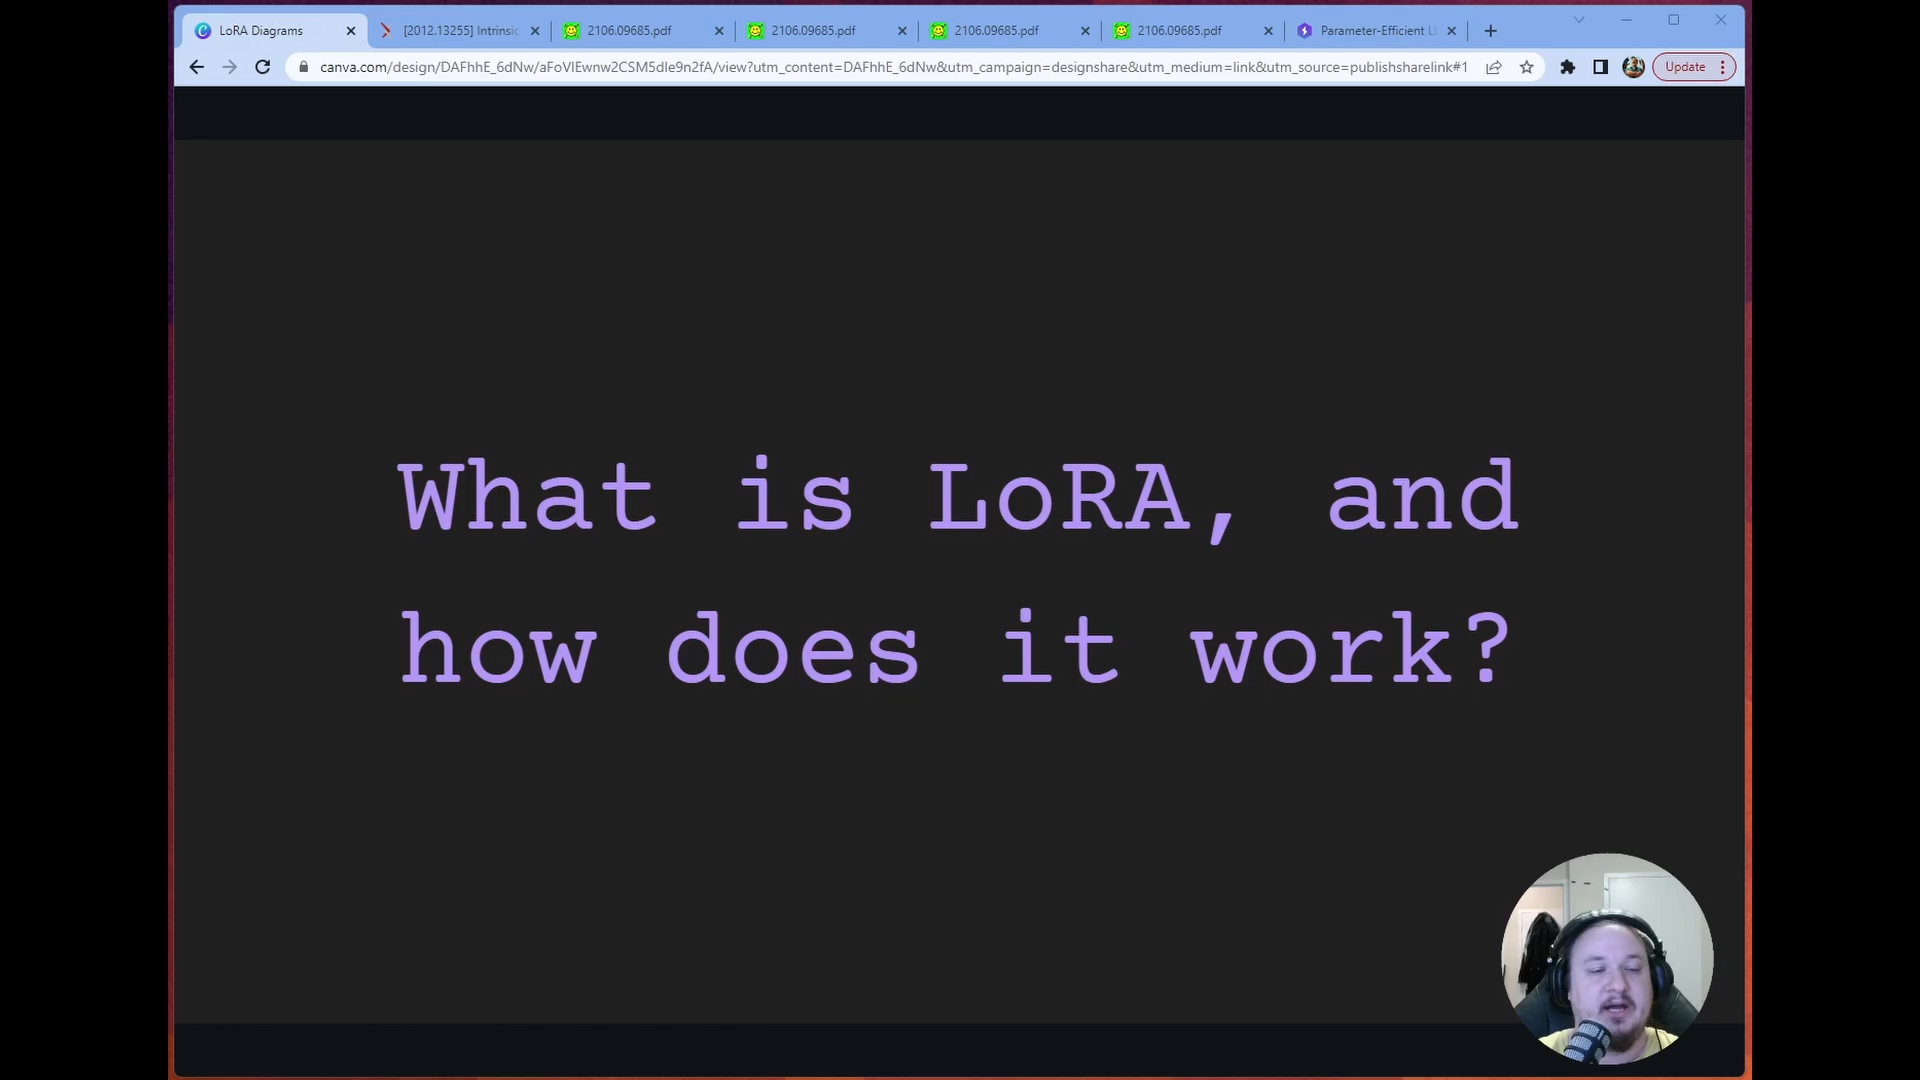 LoRA Diagrams
[2012.13255] Intrinsic
2106.09685.pdf
2106.09685.pdf
2106.09685.pdf
2106.09685.pdf
Parameter-Efficient LL
canva.com/design/DAFhhE_6dNw/aFoVlEwnw2CSM5dIe9n2fA/view?utm_content=DAFhhE_6dNw&utm_campaign=designshare&utm_medium=link&utm_source=publishsharelink#1
Update
What is LoRA, and
how does it work?